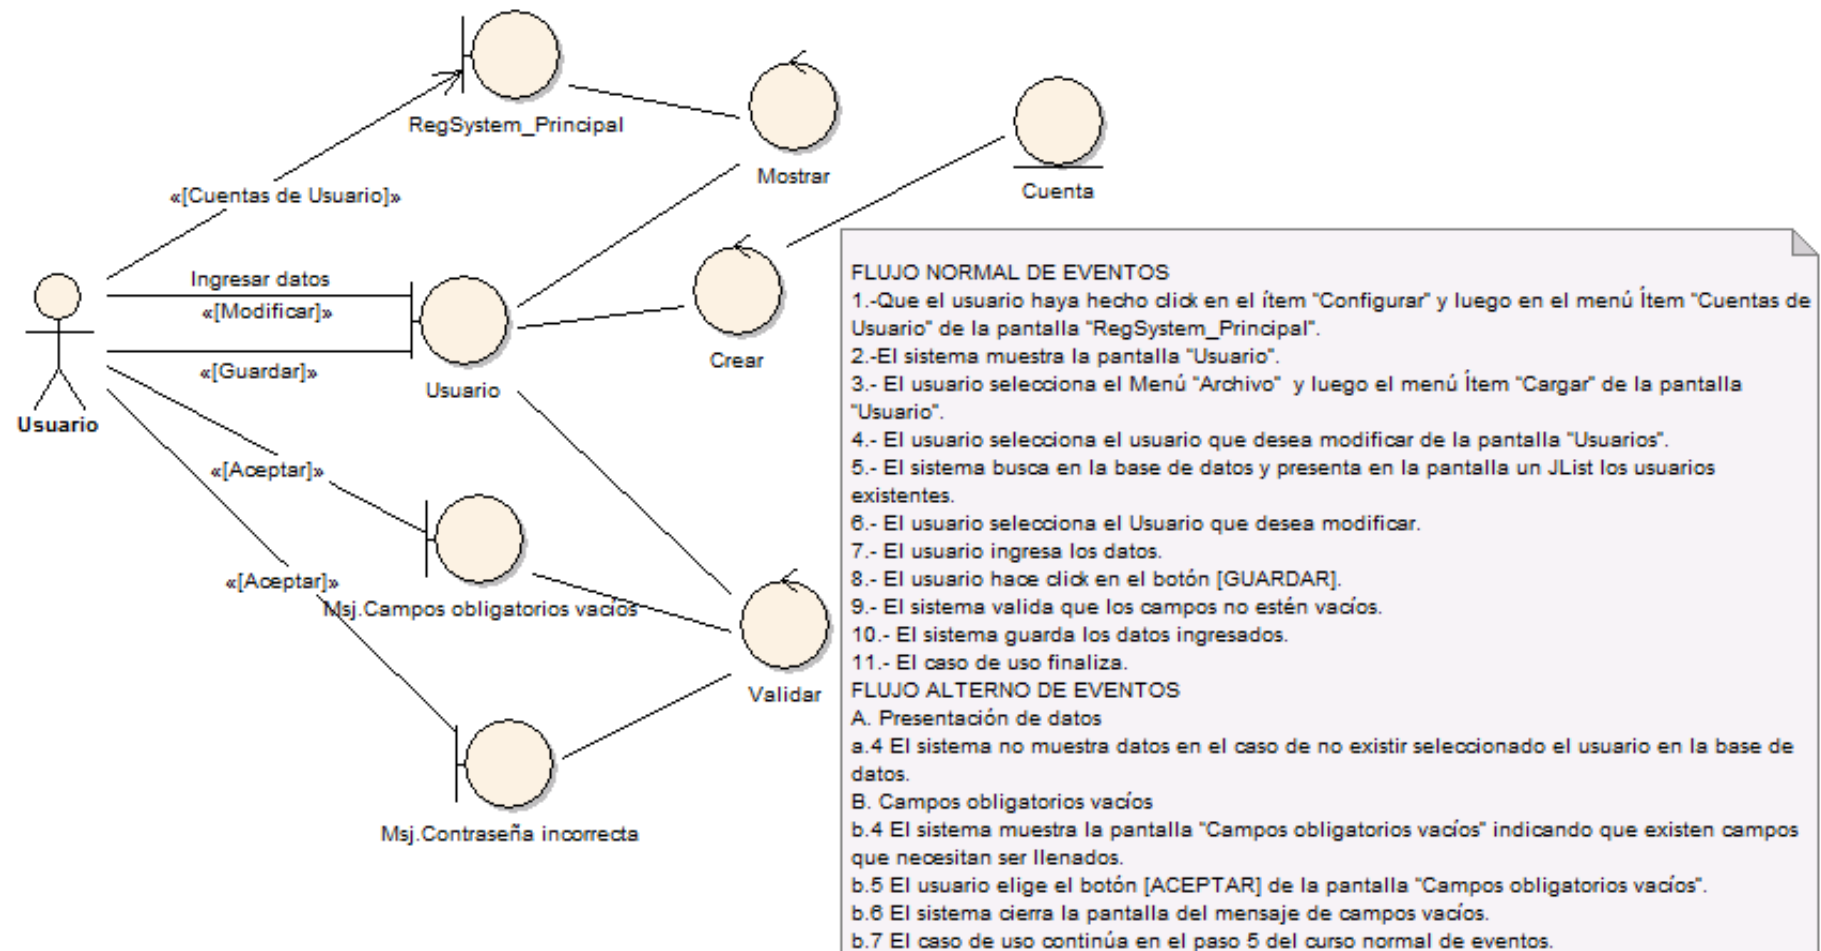 RegSystem_Principal
Mostrar
Cuenta
«[Cuentas de Usuario]»
Ingresar datos
«[Modificar]»
«[Guardar]»
Usuario
Crear
Usuario
«[Aceptar]»
«[Aceptar]»
Msj.Campos obligatorios vacíos
Validar
Msj.Contraseña incorrecta
FLUJO NORMAL DE EVENTOS
1.-Que el usuario haya hecho click en el ítem "Configurar" y luego en el menú Ítem "Cuentas de
Usuario" de la pantalla "RegSystem_Principal".
2.-El sistema muestra la pantalla "Usuario".
3.- El usuario selecciona el Menú "Archivo"  y luego el menú Ítem "Cargar" de la pantalla
"Usuario".
4.- El usuario selecciona el usuario que desea modificar de la pantalla "Usuarios".
5.- El sistema busca en la base de datos y presenta en la pantalla un JList los usuarios
existentes.
6.- El usuario selecciona el Usuario que desea modificar.
7.- El usuario ingresa los datos.
8.- El usuario hace click en el botón [GUARDAR].
9.- El sistema valida que los campos no estén vacíos.
10.- El sistema guarda los datos ingresados.
11.- El caso de uso finaliza.
FLUJO ALTERNO DE EVENTOS
A. Presentación de datos
a.4 El sistema no muestra datos en el caso de no existir seleccionado el usuario en la base de
datos.
B. Campos obligatorios vacíos
b.4 El sistema muestra la pantalla "Campos obligatorios vacíos" indicando que existen campos
que necesitan ser llenados.
b.5 El usuario elige el botón [ACEPTAR] de la pantalla "Campos obligatorios vacíos".
b.6 El sistema cierra la pantalla del mensaje de campos vacíos.
b.7 El caso de uso continúa en el paso 5 del curso normal de eventos.